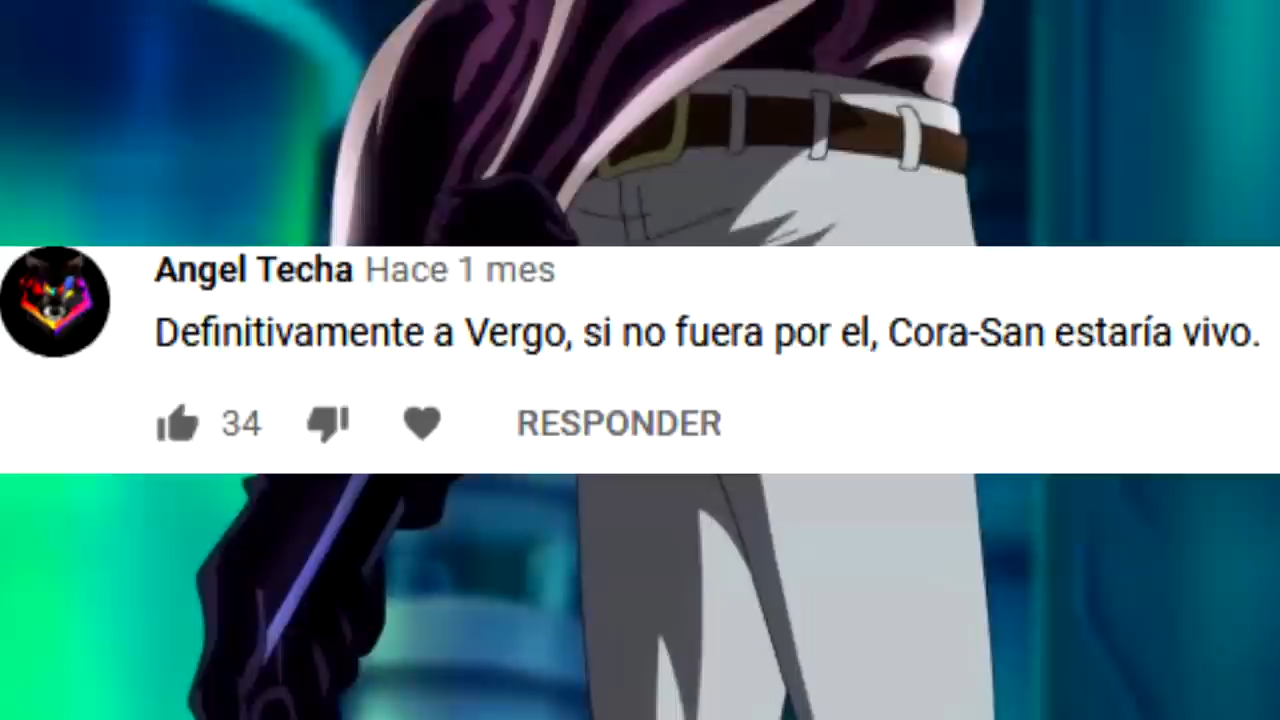 Angel Techa Hace 1 mes
Definitivamente a Vergo, si no fuera por el, Cora-San estaría vivo.
34 RESPONDER